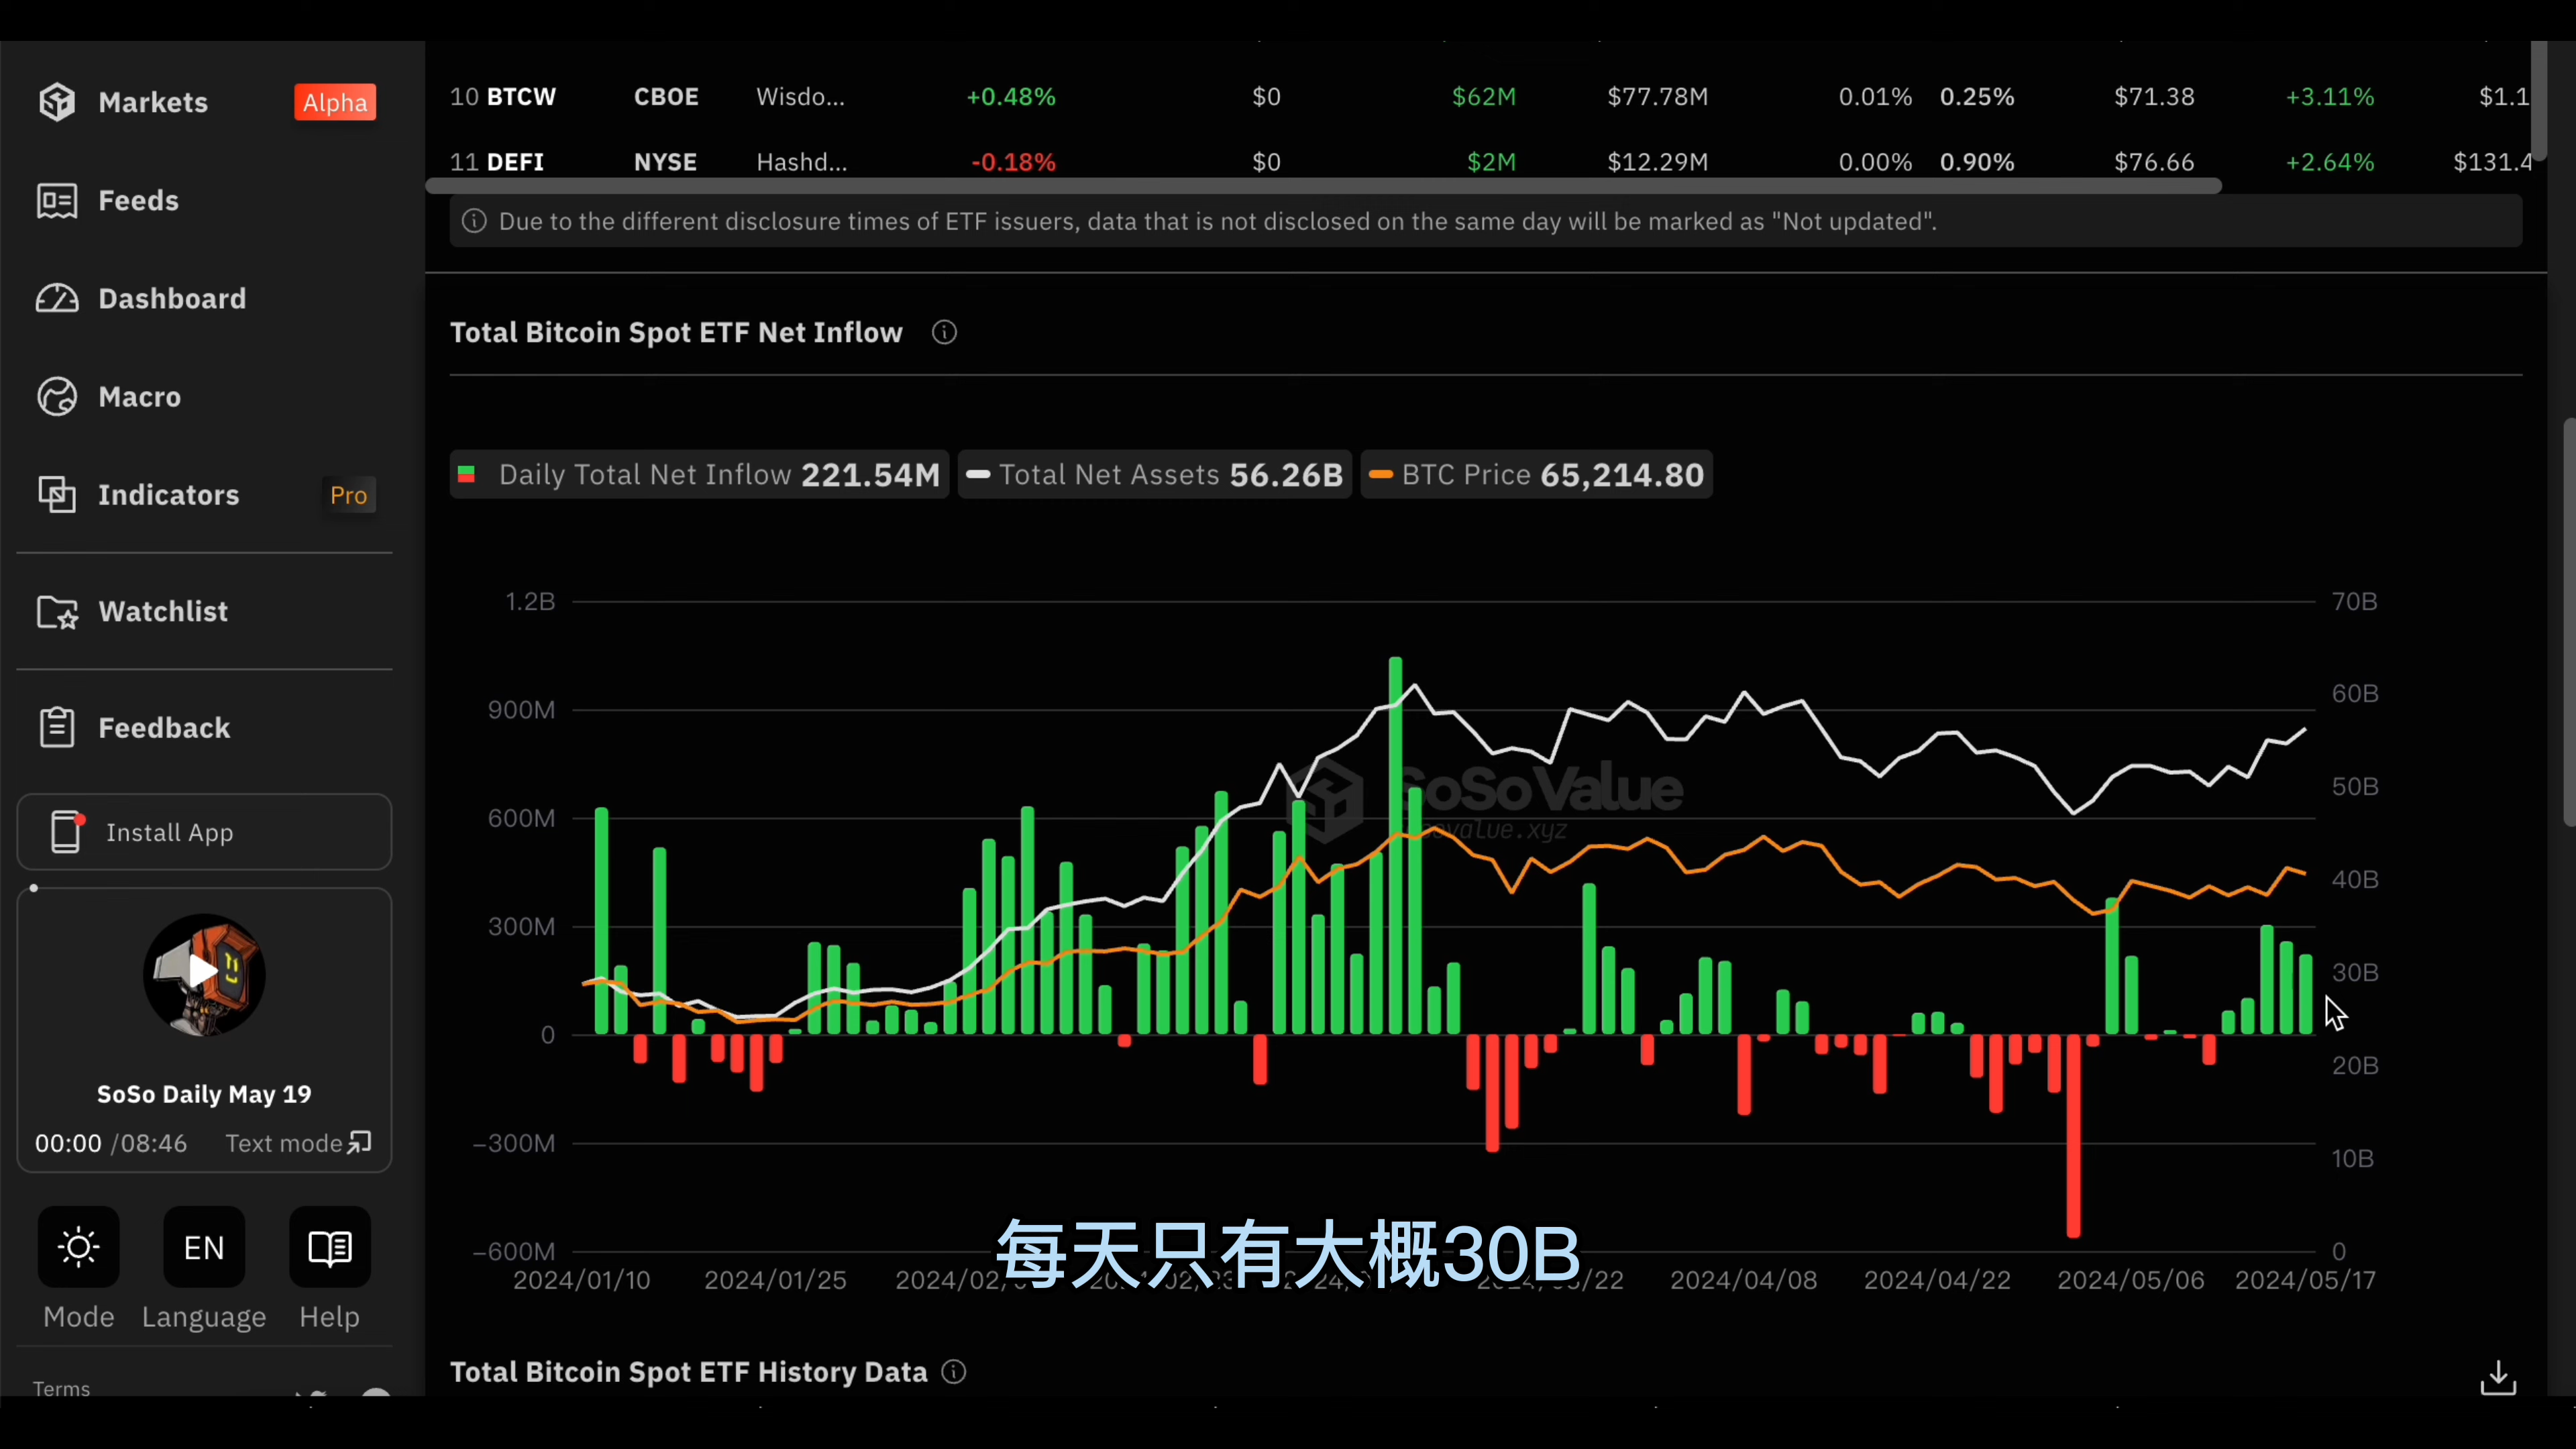 Markets Alpha
Feeds
Dashboard
Macro
Indicators Pro
Watchlist
Feedback
Install App
SoSo Daily May 19
00:00 /08:46 Text mode
EN
Mode Language Help
Terms
10 BTCW CBOE Wisdo... +0.48% $0 $62M $77.78M 0.01% 0.25% $71.38 +3.11% $1.1
11 DEFI NYSE Hashd... -0.18% $0 $2M $12.29M 0.00% 0.90% $76.66 +2.64% $131.4
Due to the different disclosure times of ETF issuers, data that is not disclosed on the same day will be marked as "Not updated".
Total Bitcoin Spot ETF Net Inflow
Daily Total Net Inflow 221.54M Total Net Assets 56.26B BTC Price 65,214.80
1.2B 70B
900M 60B
SoSoValue
600M 50B
sosovalue.xyz
40B
300M
30B
0
20B
-300M
10B
每天只有大概30B
-600M 0
2024/01/10 2024/01/25 2024/04/08 2024/04/22 2024/05/06 2024/05/17
Total Bitcoin Spot ETF History Data